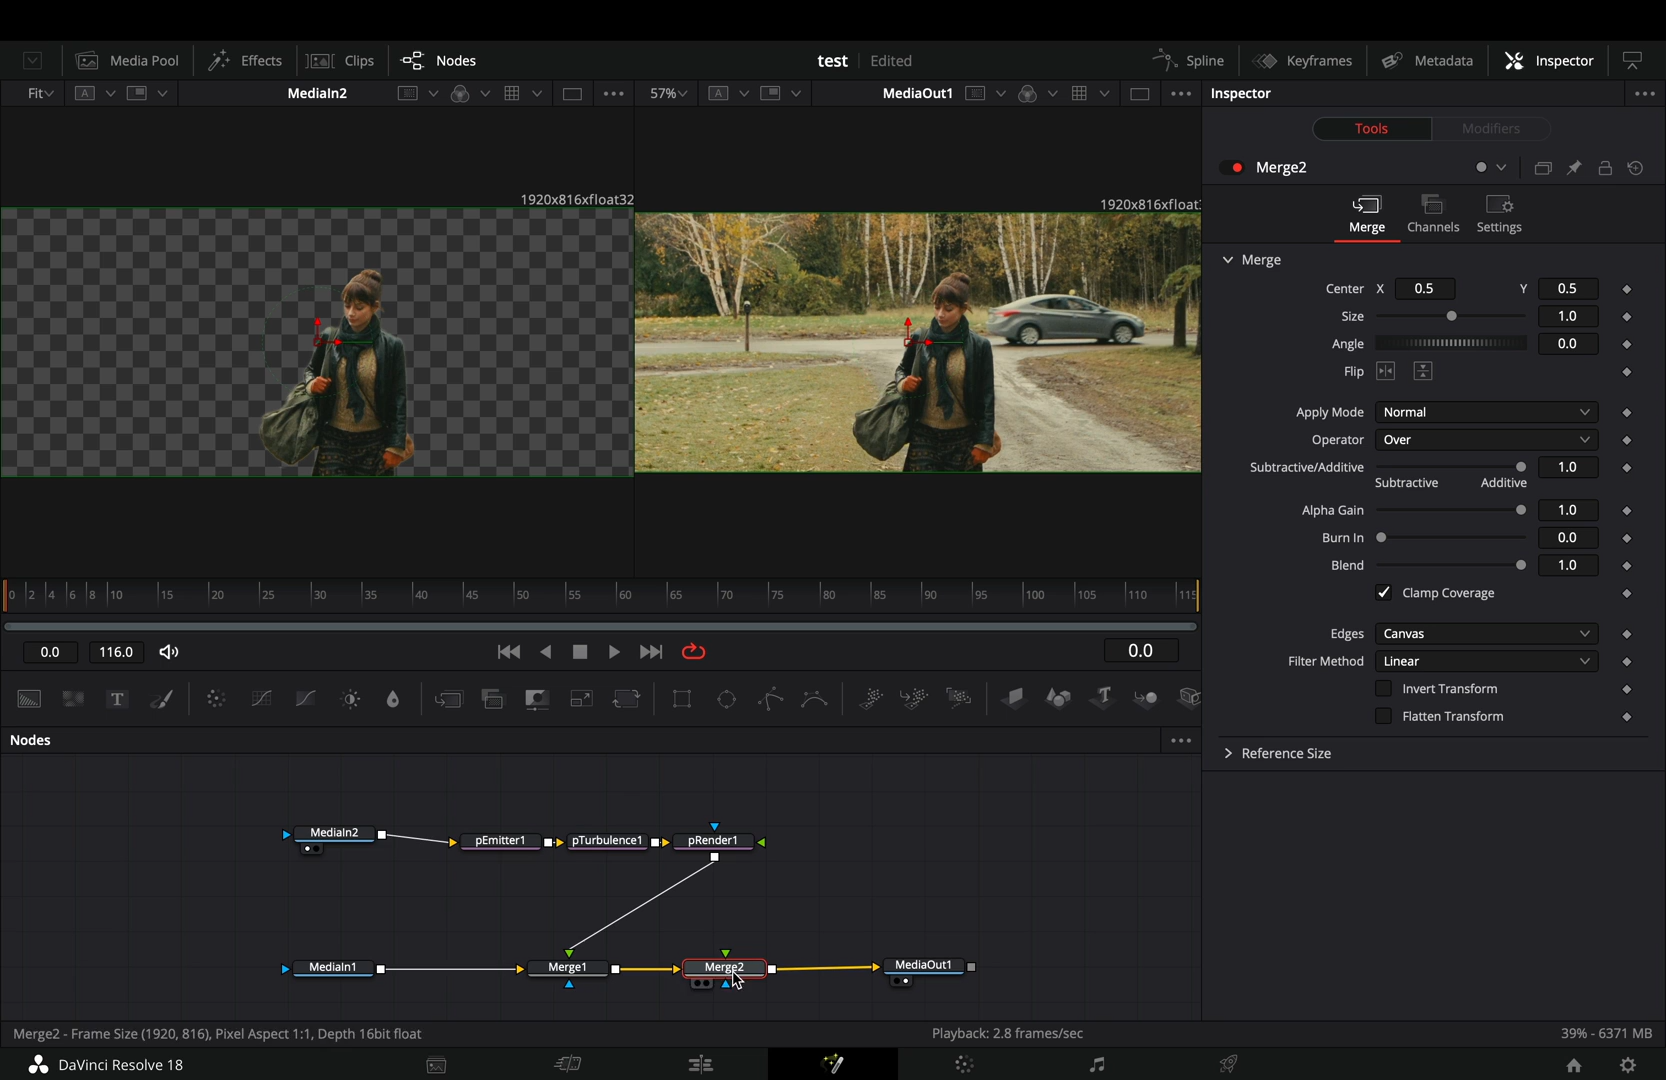 Media Pool
Effects
Clips
Nodes
test
Edited
Spline
Keyframes
Metadata
Inspector
Fit
A
MediaIn2
57%
A
MediaOut1
Inspector
Tools
Modifiers
Merge2
Merge
Channels
Settings
1920x816xfloat32
1920x816xfloat
Merge
Center X 0.5 Y 0.5
Size 1.0
Angle 0.0
Flip
Apply Mode Normal
Operator Over
Subtractive/Additive 1.0
Subtractive Additive
Alpha Gain 1.0
Burn In 0.0
Blend 1.0
Clamp Coverage
Edges Canvas
Filter Method Linear
Invert Transform
Flatten Transform
Reference Size
0 2 4 6 8 10 15 20 25 30 35 40 45 50 55 60 65 70 75 80 85 90 95 100 105 110 115
0.0 116.0 0.0
T
T
Nodes
MediaIn2
pEmitter1
pTurbulence1
pRender1
MediaIn1
Merge1
Merge2
MediaOut1
Merge2 - Frame Size (1920, 816), Pixel Aspect 1:1, Depth 16bit float
Playback: 2.8 frames/sec
39% - 6371 MB
DaVinci Resolve 18